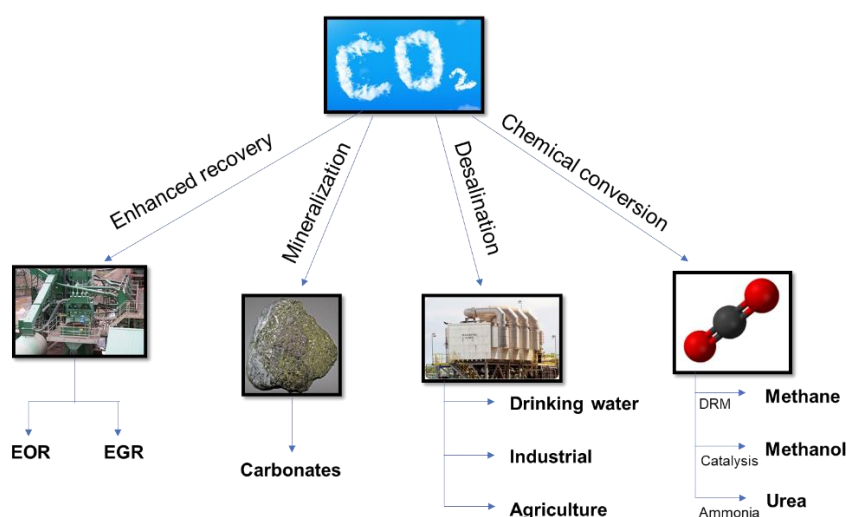 CO2
Enhanced recovery
Mineralization
Desalination
Chemical conversion
EOR
EGR
Carbonates
Drinking water
Industrial
Agriculture
DRM
Methane
Catalysis
Methanol
Ammonia
Urea